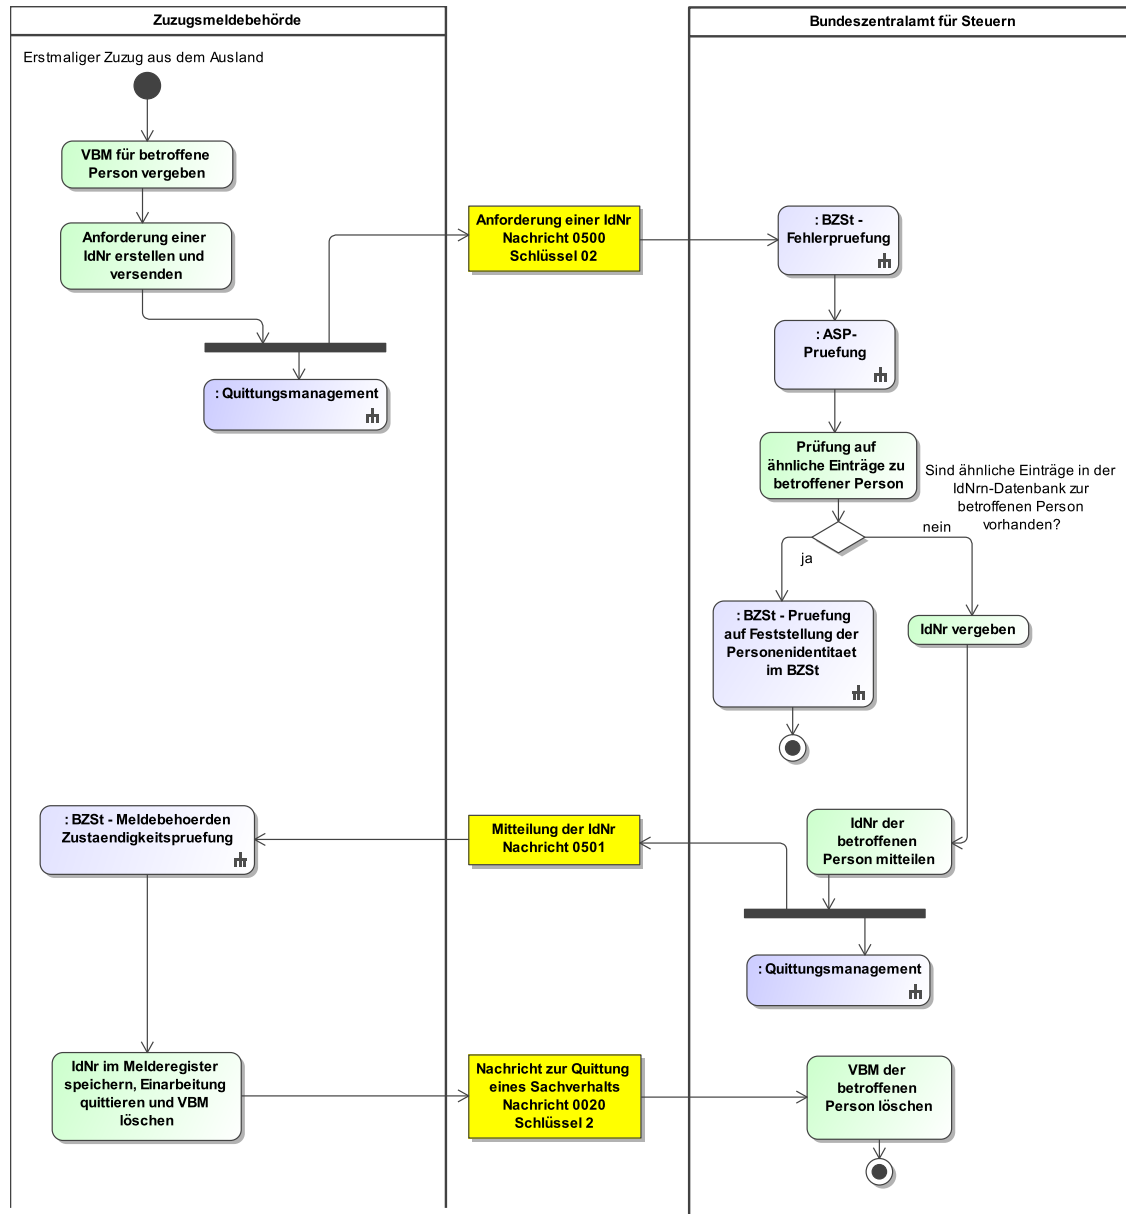 Zuzugsmeldebehörde
Bundeszentralamt für Steuern
Erstmaliger Zuzug aus dem Ausland
VBM für betroffene
Person vergeben
Anforderung einer
IdNr erstellen und
versenden
: Quittungsmanagement
Anforderung einer IdNr
Nachricht 0500
Schlüssel 02
: BZSt -
Fehlerpruefung
: ASP-
Pruefung
Prüfung auf
ähnliche Einträge zu
betroffener Person
Sind ähnliche Einträge in der
IdNrn-Datenbank zur
betroffenen Person
vorhanden?
nein
ja
: BZSt - Pruefung
auf Feststellung der
Personenidentitaet
im BZSt
IdNr vergeben
IdNr der
betroffenen
Person mitteilen
: Quittungsmanagement
Mitteilung der IdNr
Nachricht 0501
: BZSt - Meldebehoerden
Zustaendigkeitspruefung
IdNr im Melderegister
speichern, Einarbeitung
quittieren und VBM
löschen
Nachricht zur Quittung
eines Sachverhalts
Nachricht 0020
Schlüssel 2
VBM der
betroffenen
Person löschen